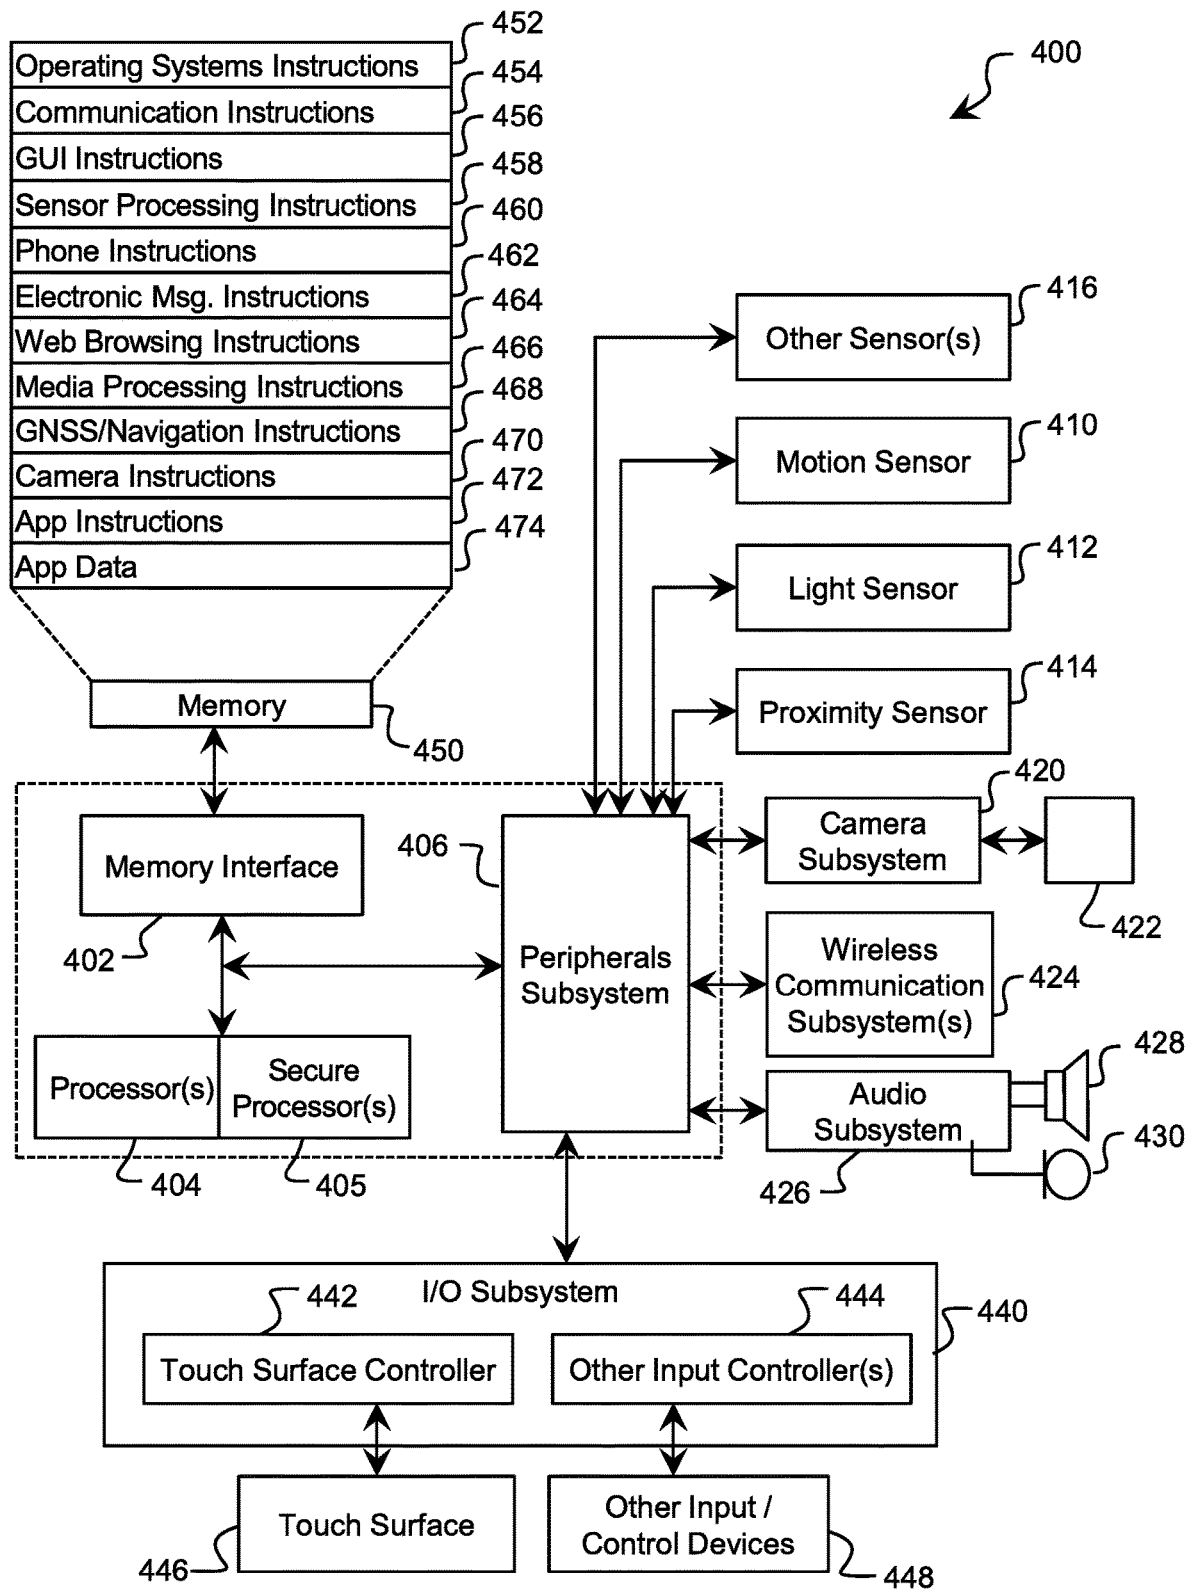 452
Operating Systems Instructions
454
Communication Instructions
456
GUI Instructions
458
Sensor Processing Instructions
460
Phone Instructions
462
Electronic Msg. Instructions
464
Web Browsing Instructions
466
Media Processing Instructions
468
GNSS/Navigation Instructions
470
Camera Instructions
472
App Instructions
474
App Data
Memory
450
400
416
Other Sensor(s)
410
Motion Sensor
412
Light Sensor
414
Proximity Sensor
Memory Interface
402
406
Peripherals
Subsystem
Processor(s)
404
Secure
Processor(s)
405
420
Camera
Subsystem
422
Wireless
Communication
Subsystem(s)
424
Audio
Subsystem
426
428
430
I/O Subsystem
440
442
Touch Surface Controller
444
Other Input Controller(s)
Touch Surface
446
Other Input /
Control Devices
448